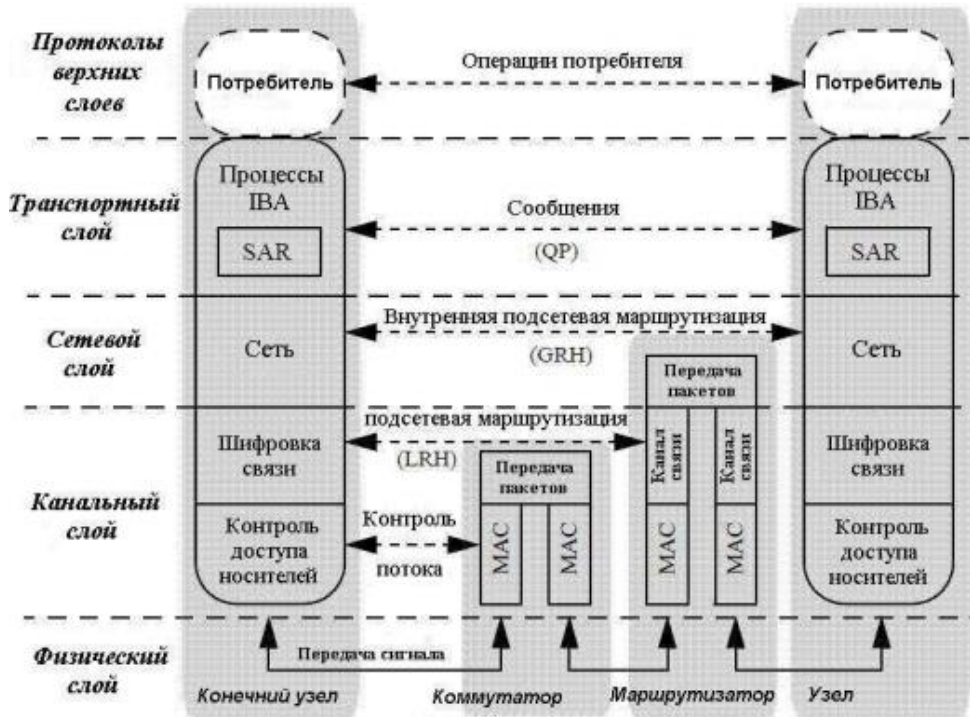 Протоколы
верхних
слоев
Потребитель
Операции потребителя
Потребитель
Транспортный
слой
Процессы
IBA
SAR
Сообщения
(QP)
Процессы
IBA
SAR
Сетевой
слой
Сеть
Внутренняя подсетевая маршрутизация
(GRH)
Передача
пакетов
Сеть
Канальный
слой
Шифровка
связи
подсетевая маршрутизация
(LRH)
Передача
пакетов
Канал
связи
Канал
связи
Шифровка
связи
Контроль
доступа
носителей
Контроль
потока
MAC
MAC
MAC
MAC
Контроль
доступа
носителей
Физический
слой
Передача сигнала
Конечний узел
Коммутатор
Маршрутизатор
Узел